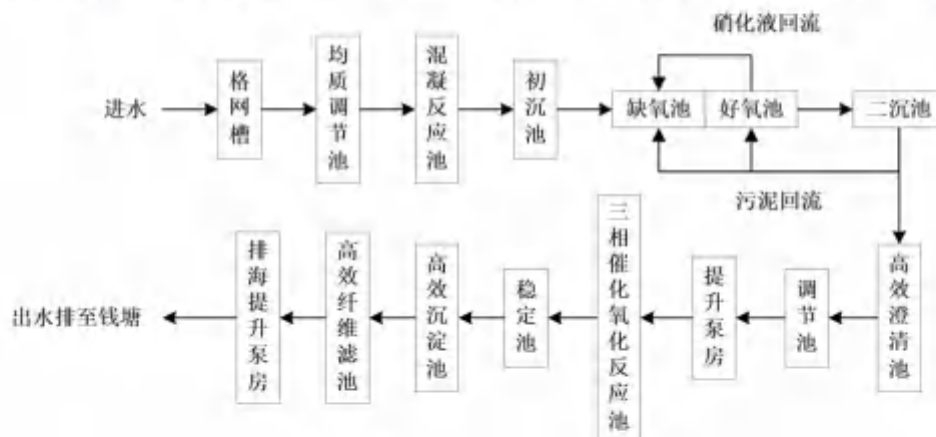 硝化液回流
进水
格网槽
均质调节池
混凝反应池
初沉池
缺氧池
好氧池
二沉池
污泥回流
高效澄清池
调节池
提升泵房
三相催化氧化反应池
稳定池
高效沉淀池
高效纤维滤池
排海提升泵房
出水排至钱塘